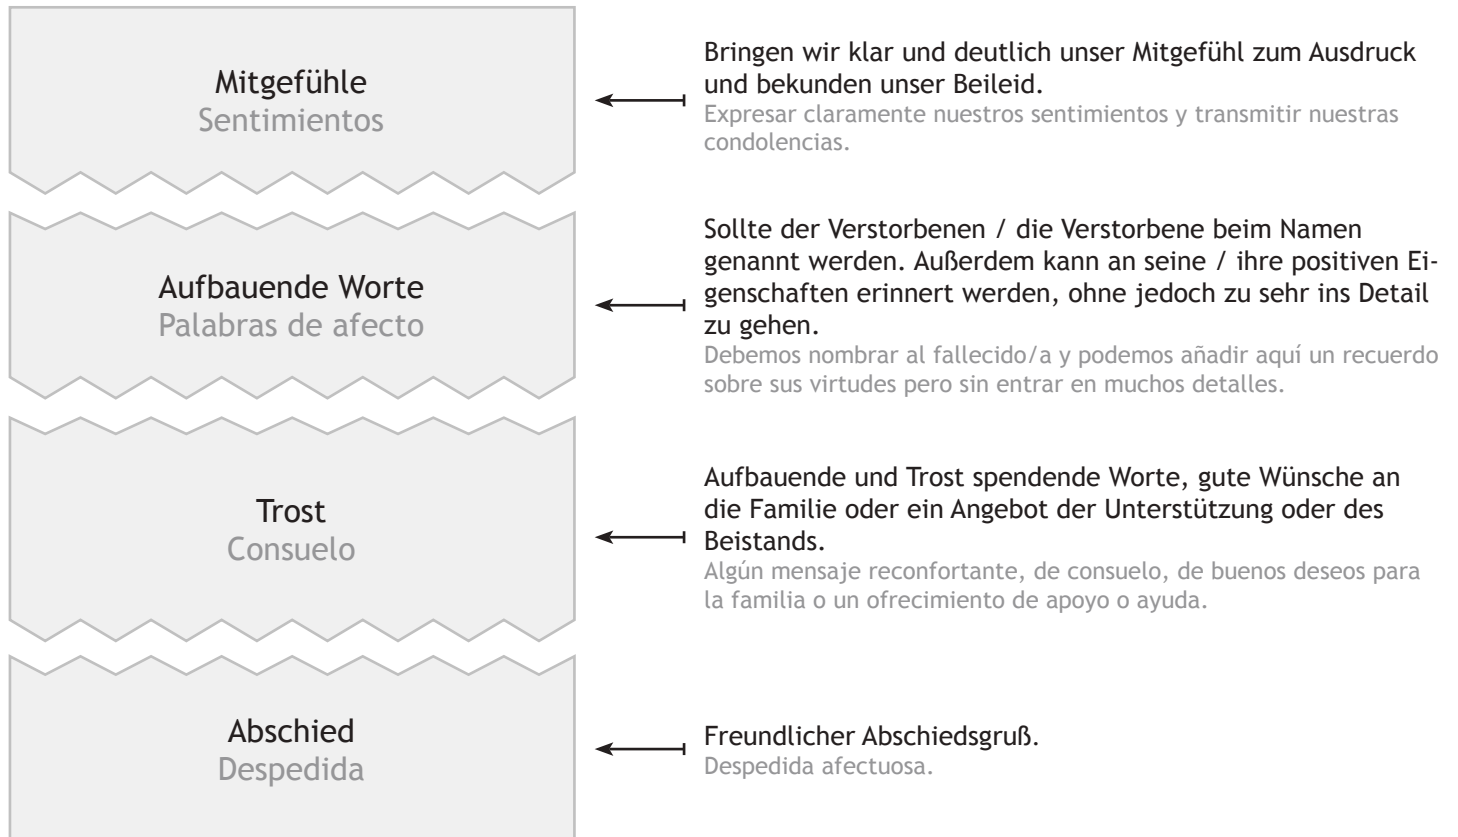 Mitgefühle
Sentimientos
Bringen wir klar und deutlich unser Mitgefühl zum Ausdruck
und bekunden unser Beileid.
Expresar claramente nuestros sentimientos y transmitir nuestras
condolencias.
Aufbauende Worte
Palabras de afecto
Sollte der Verstorbenen / die Verstorbene beim Namen
genannt werden. Außerdem kann an seine / ihre positiven Ei-
genschaften erinnert werden, ohne jedoch zu sehr ins Detail
zu gehen.
Debemos nombrar al fallecido/a y podemos añadir aquí un recuerdo
sobre sus virtudes pero sin entrar en muchos detalles.
Trost
Consuelo
Aufbauende und Trost spendende Worte, gute Wünsche an
die Familie oder ein Angebot der Unterstützung oder des
Beistands.
Algún mensaje reconfortante, de consuelo, de buenos deseos para
la familia o un ofrecimiento de apoyo o ayuda.
Abschied
Despedida
Freundlicher Abschiedsgruß.
Despedida afectuosa.